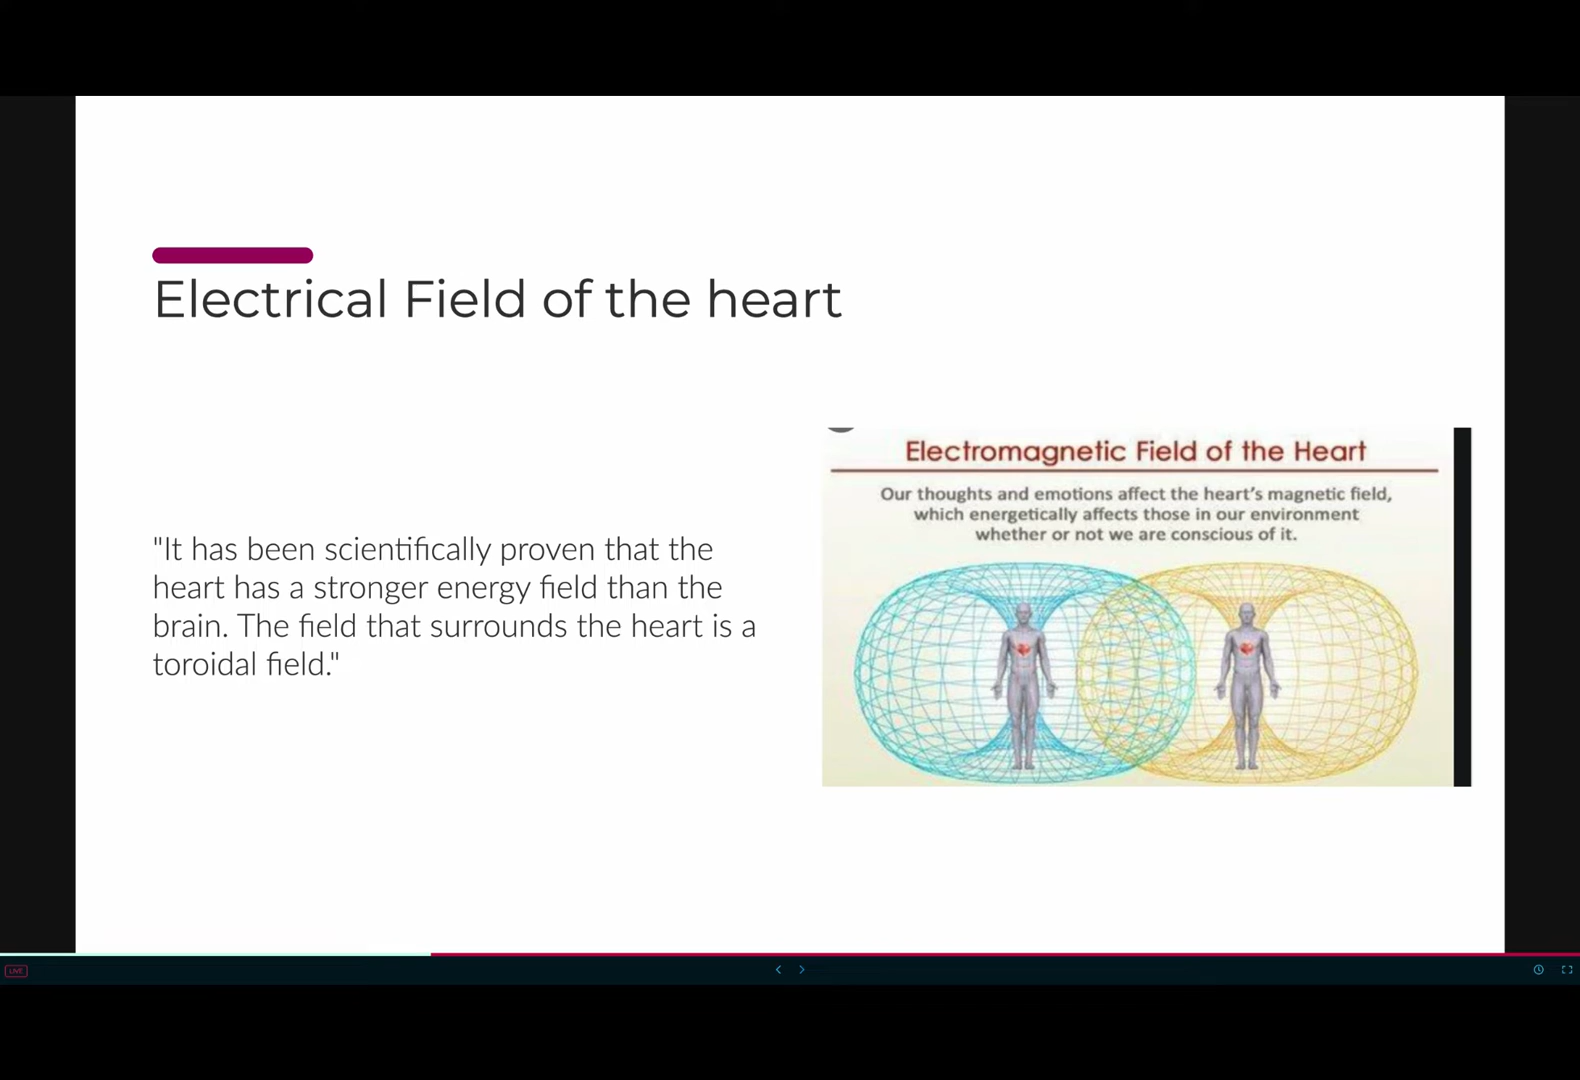 Electrical Field of the heart
"It has been scientifically proven that the
heart has a stronger energy field than the
brain. The field that surrounds the heart is a
toroidal field."
Electromagnetic Field of the Heart
Our thoughts and emotions affect the heart's magnetic field,
which energetically affects those in our environment
whether or not we are conscious of it.
LIVE